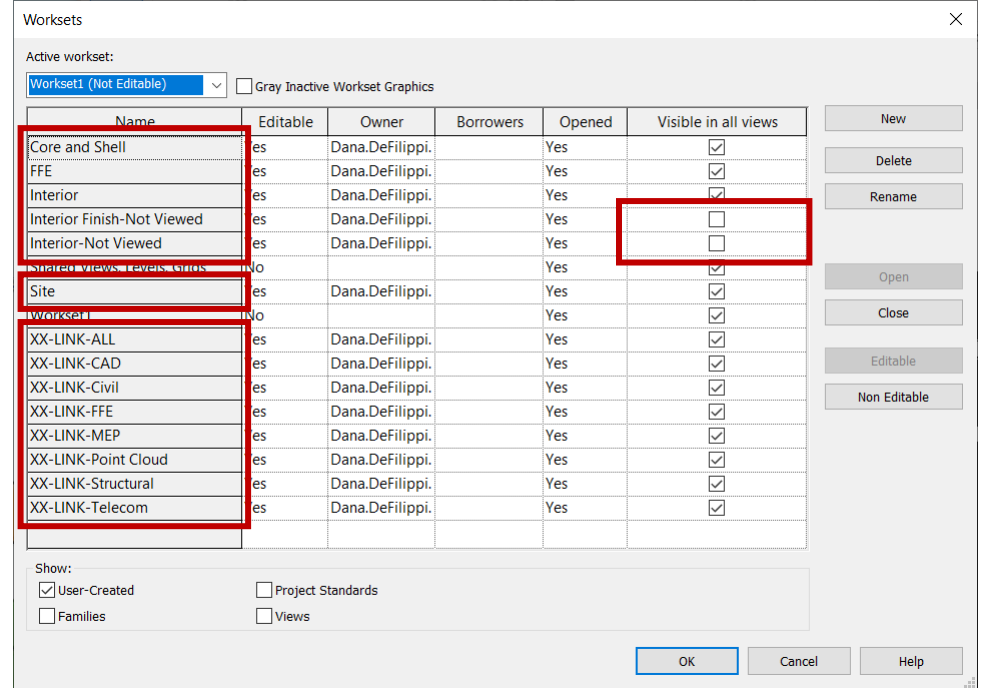 Worksets
Active workset:
Workset1 (Not Editable)
Gray Inactive Workset Graphics
Name Editable Owner Borrowers Opened Visible in all views
Core and Shell Yes Dana.DeFilippi. Yes
FFE Yes Dana.DeFilippi. Yes
Interior Yes Dana.DeFilippi. Yes
Interior Finish-Not Viewed Yes Dana.DeFilippi. Yes
Interior-Not Viewed Yes Dana.DeFilippi. Yes
Shared Views, Levels, Grids No Yes
Site Yes Dana.DeFilippi. Yes
Workset1 No Yes
XX-LINK-ALL Yes Dana.DeFilippi. Yes
XX-LINK-CAD Yes Dana.DeFilippi. Yes
XX-LINK-Civil Yes Dana.DeFilippi. Yes
XX-LINK-FFE Yes Dana.DeFilippi. Yes
XX-LINK-MEP Yes Dana.DeFilippi. Yes
XX-LINK-Point Cloud Yes Dana.DeFilippi. Yes
XX-LINK-Structural Yes Dana.DeFilippi. Yes
XX-LINK-Telecom Yes Dana.DeFilippi. Yes
New
Delete
Rename
Open
Close
Editable
Non Editable
Show:
User-Created Project Standards
Families Views
OK Cancel Help